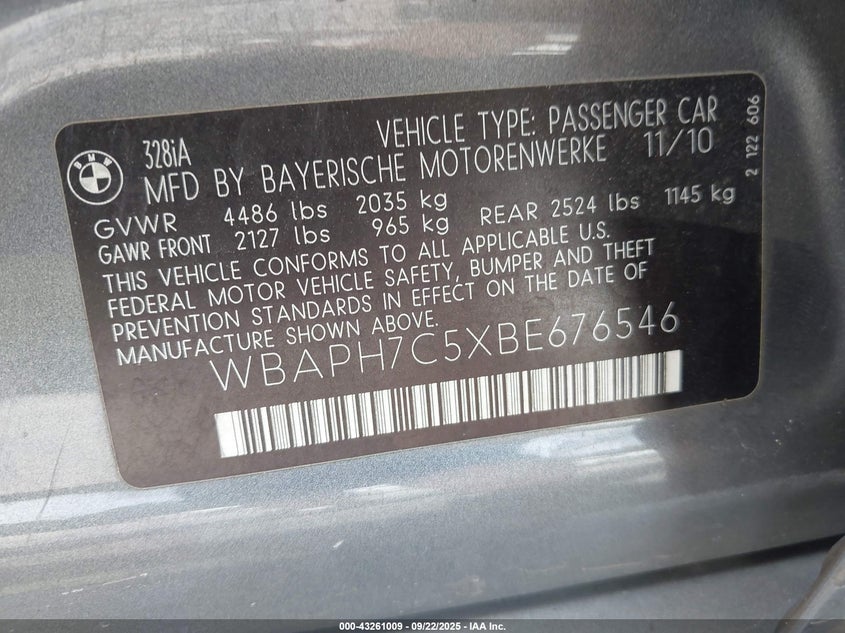 BMW
328iA
VEHICLE TYPE: PASSENGER CAR
MFD BY BAYERISCHE MOTORENWERKE 11/10
GVWR 4486 lbs 2035 kg
GAWR FRONT 2127 lbs 965 kg REAR 2524 lbs 1145 kg
THIS VEHICLE CONFORMS TO ALL APPLICABLE U.S.
FEDERAL MOTOR VEHICLE SAFETY, BUMPER AND THEFT
PREVENTION STANDARDS IN EFFECT ON THE DATE OF
MANUFACTURE SHOWN ABOVE.
WBAPH7C5XBE676546
2 122 606
000-43261009 - 09/22/2025 - IAA Inc.